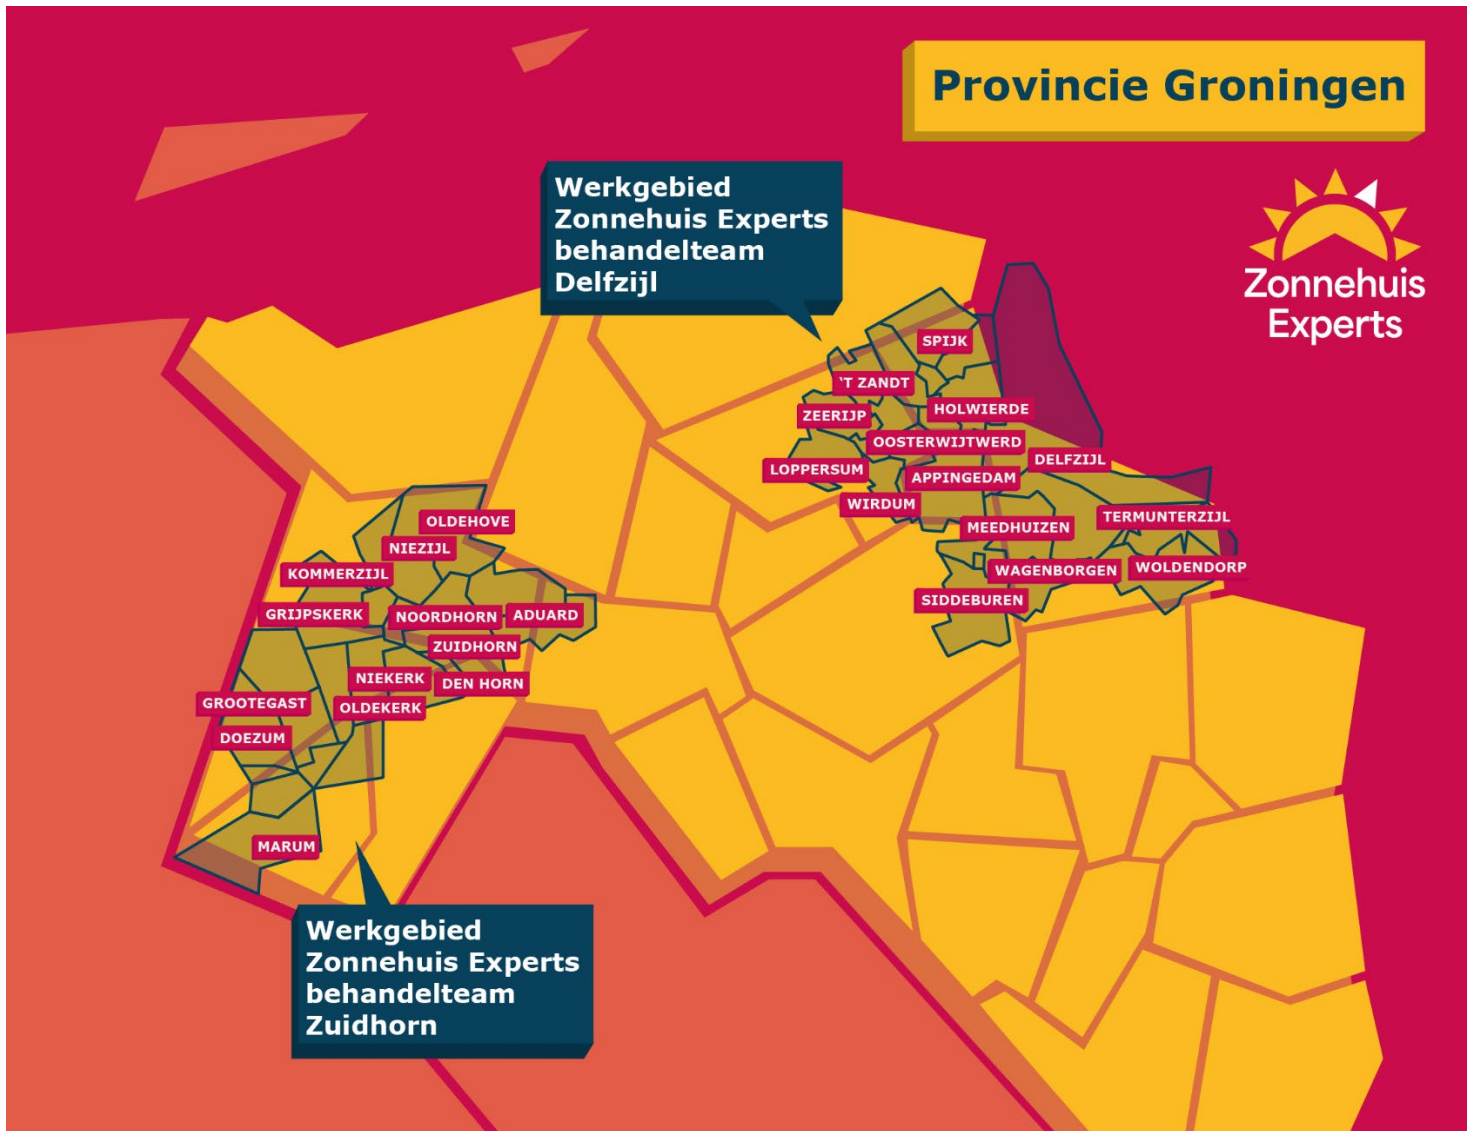 Provincie Groningen
Werkgebied
Zonnehuis Experts
behandelteam
Delfzijl
Zonnehuis
Experts
SPIJK
'T ZANDT
HOLWIERDE
ZEERIJP
OOSTERWIJTWERD
DELFZIJL
LOPPERSUM
APPINGEDAM
WIRDUM
TERMUNTERZIJL
MEEDHUIZEN
WAGENBORGEN
WOLDENDORP
SIDDEBUREN
OLDEHOVE
NIEZIJL
KOMMERZIJL
GRIJPSKERK
NOORDHORN
ADUARD
ZUIDHORN
NIEKERK
DEN HORN
GROOTEGAST
OLDEKERK
DOEZUM
MARUM
Werkgebied
Zonnehuis Experts
behandelteam
Zuidhorn